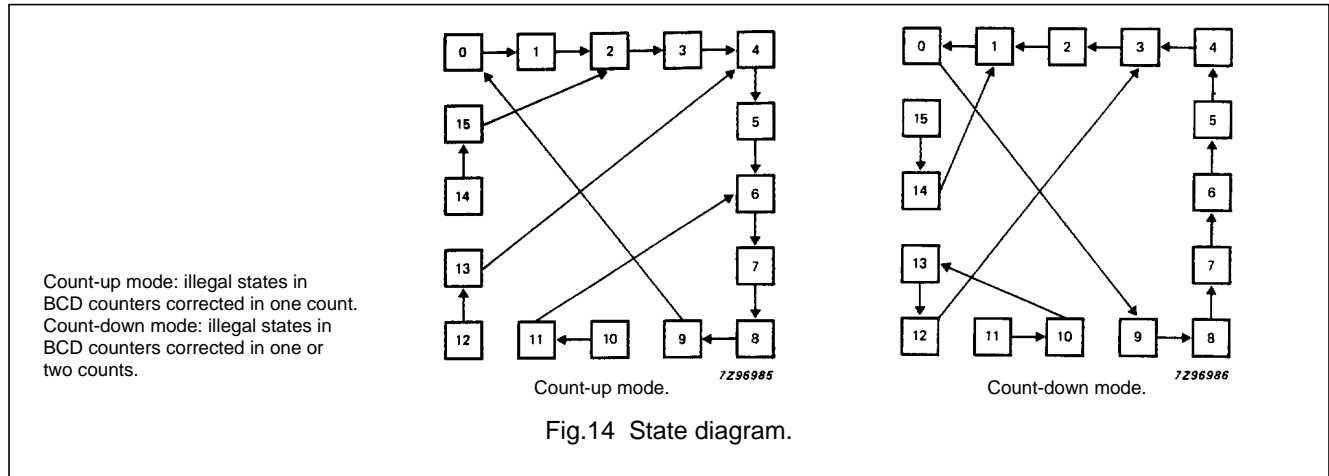 0 1 2 3 4
15 5
14 6
13 7
12 11 10 9 8
7Z96985
Count-up mode.
0 1 2 3 4
15 5
14 6
13 7
12 11 10 9 8
7Z96986
Count-down mode.
Count-up mode: illegal states in
BCD counters corrected in one count.
Count-down mode: illegal states in
BCD counters corrected in one or
two counts.
Fig.14 State diagram.